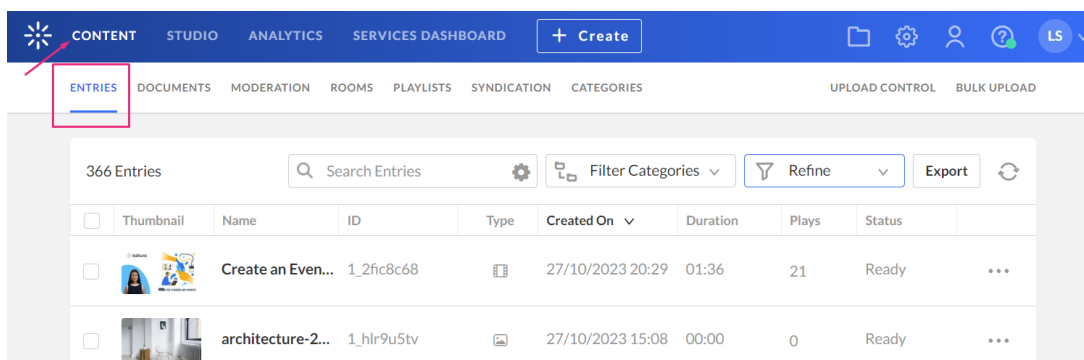 CONTENT STUDIO ANALYTICS SERVICES DASHBOARD + Create LS
ENTRIES DOCUMENTS MODERATION ROOMS PLAYLISTS SYNDICATION CATEGORIES UPLOAD CONTROL BULK UPLOAD
366 Entries Search Entries Filter Categories Refine Export
Thumbnail Name ID Type Created On Duration Plays Status
kaltura
Create an Even... 1_2fic8c68 27/10/2023 20:29 01:36 21 Ready
architecture-2... 1_hlr9u5tv 27/10/2023 15:08 00:00 0 Ready